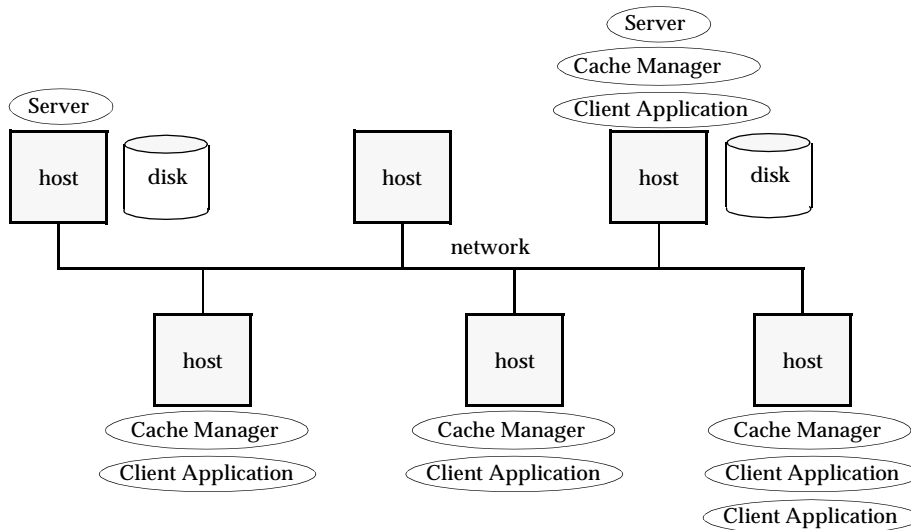 Server
Cache Manager
Client Application
Server
host
disk
host
host
disk
network
host
host
host
Cache Manager
Cache Manager
Cache Manager
Client Application
Client Application
Client Application
Client Application